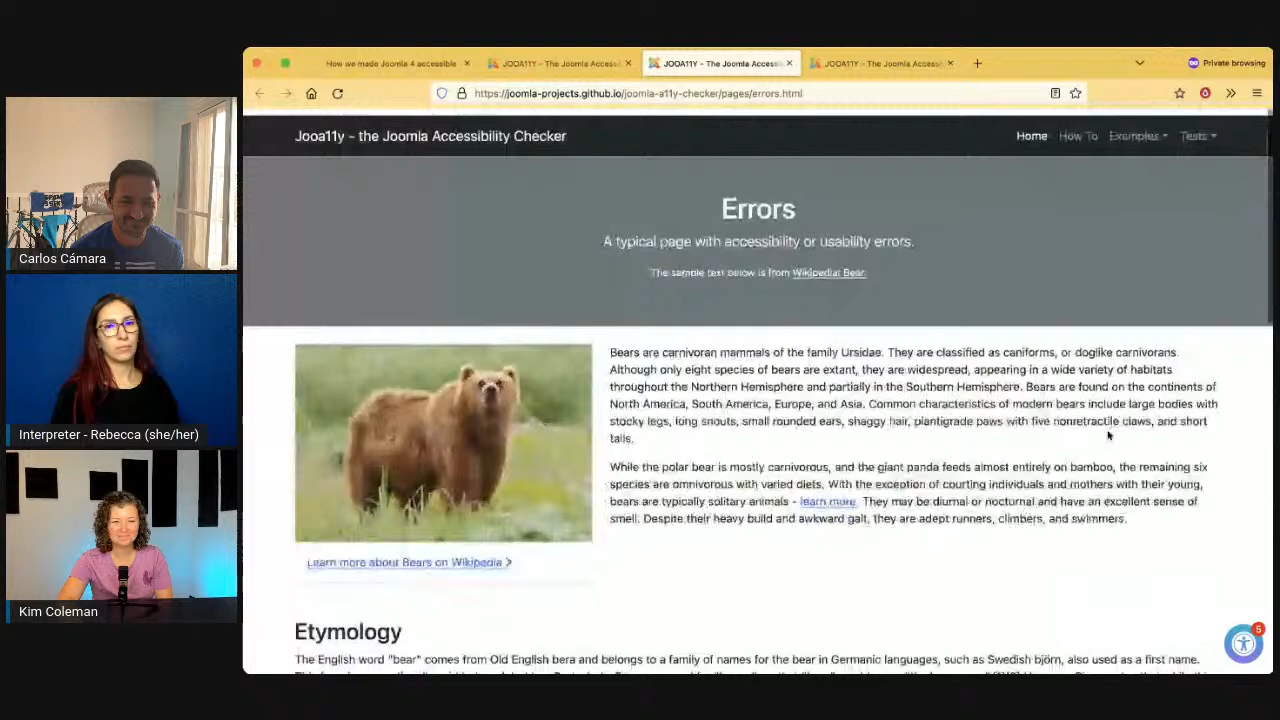 How we made Joomla 4 accessible
JOOA11Y - The Joomla Accessi
JOOA11Y - The Joomla Accessi
JOOA11Y - The Joomla Accessi
Private browsing
https://joomla-projects.github.io/joomla-a11y-checker/pages/errors.html
Jooa11y - the Joomla Accessibility Checker
Home
How To
Examples
Tests
Errors
A typical page with accessibility or usability errors.
The sample text below is from Wikipedia: Bear.
Bears are carnivoran mammals of the family Ursidae. They are classified as caniforms, or doglike carnivorans.
Although only eight species of bears are extant, they are widespread, appearing in a wide variety of habitats
throughout the Northern Hemisphere and partially in the Southern Hemisphere. Bears are found on the continents of
North America, South America, Europe, and Asia. Common characteristics of modern bears include large bodies with
stocky legs, long snouts, small rounded ears, shaggy hair, plantigrade paws with five nonretractile claws, and short
tails.
While the polar bear is mostly carnivorous, and the giant panda feeds almost entirely on bamboo, the remaining six
species are omnivorous with varied diets. With the exception of courting individuals and mothers with their young,
bears are typically solitary animals - learn more. They may be diurnal or nocturnal and have an excellent sense of
smell. Despite their heavy build and awkward gait, they are adept runners, climbers, and swimmers.
Learn more about Bears on Wikipedia >
Etymology
The English word "bear" comes from Old English bera and belongs to a family of names for the bear in Germanic languages, such as Swedish björn, also used as a first name.
5
Carlos Cámara
Interpreter - Rebecca (she/her)
Kim Coleman